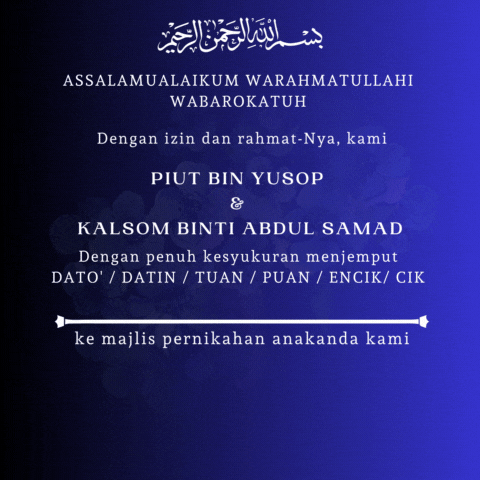 بسم الله الرحمن الرحيم
ASSALAMUALAIKUM WARAHMATULLAHI
WABAROKATUH
Dengan izin dan rahmat-Nya, kami
PIUT BIN YUSOP
&
KALSOM BINTI ABDUL SAMAD
Dengan penuh kesyukuran menjemput
DATO' / DATIN / TUAN / PUAN / ENCIK/ CIK
ke majlis pernikahan anakanda kami